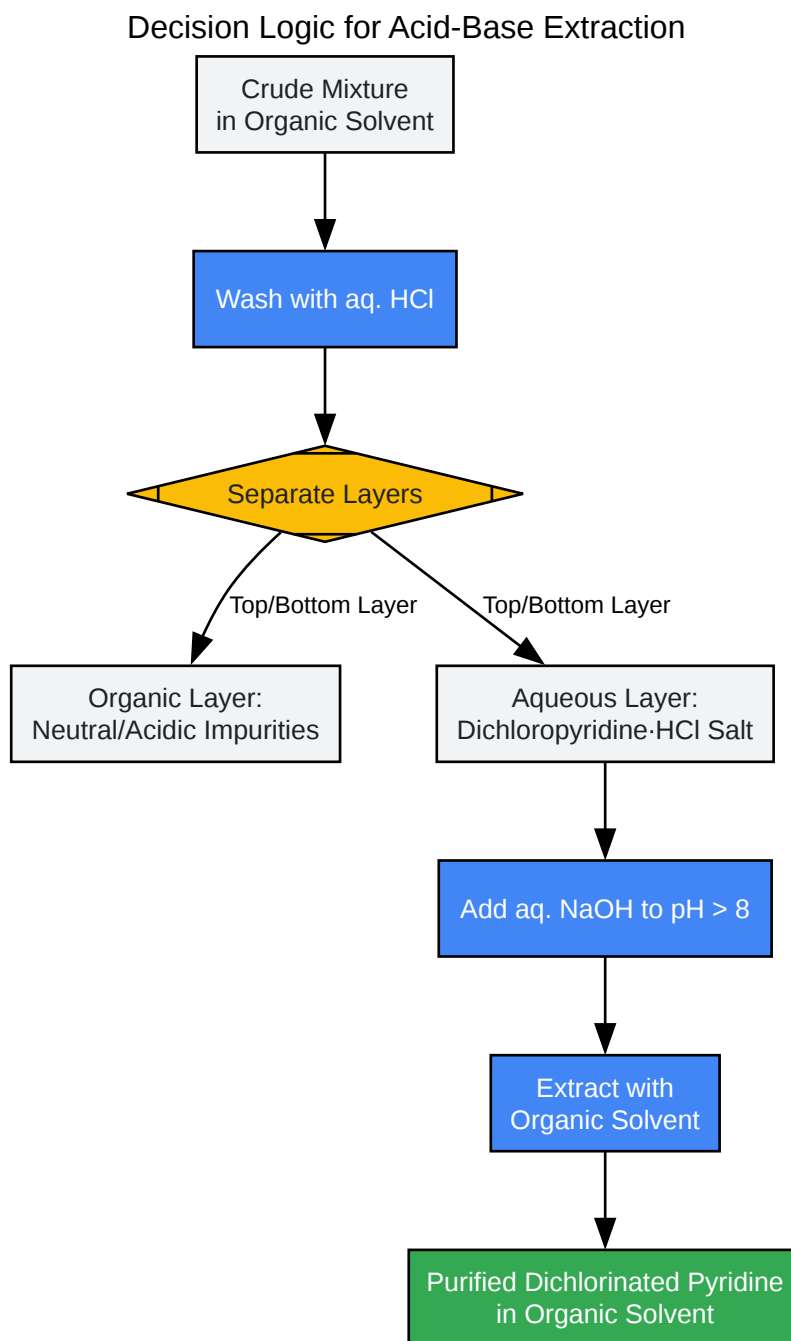 Decision Logic for Acid-Base Extraction
Crude Mixture
in Organic Solvent
Wash with aq. HCl
Separate Layers
Top/Bottom Layer
Top/Bottom Layer
Organic Layer:
Neutral/Acidic Impurities
Aqueous Layer:
Dichloropyridine·HCl Salt
Add aq. NaOH to pH > 8
Extract with
Organic Solvent
Purified Dichlorinated Pyridine
in Organic Solvent